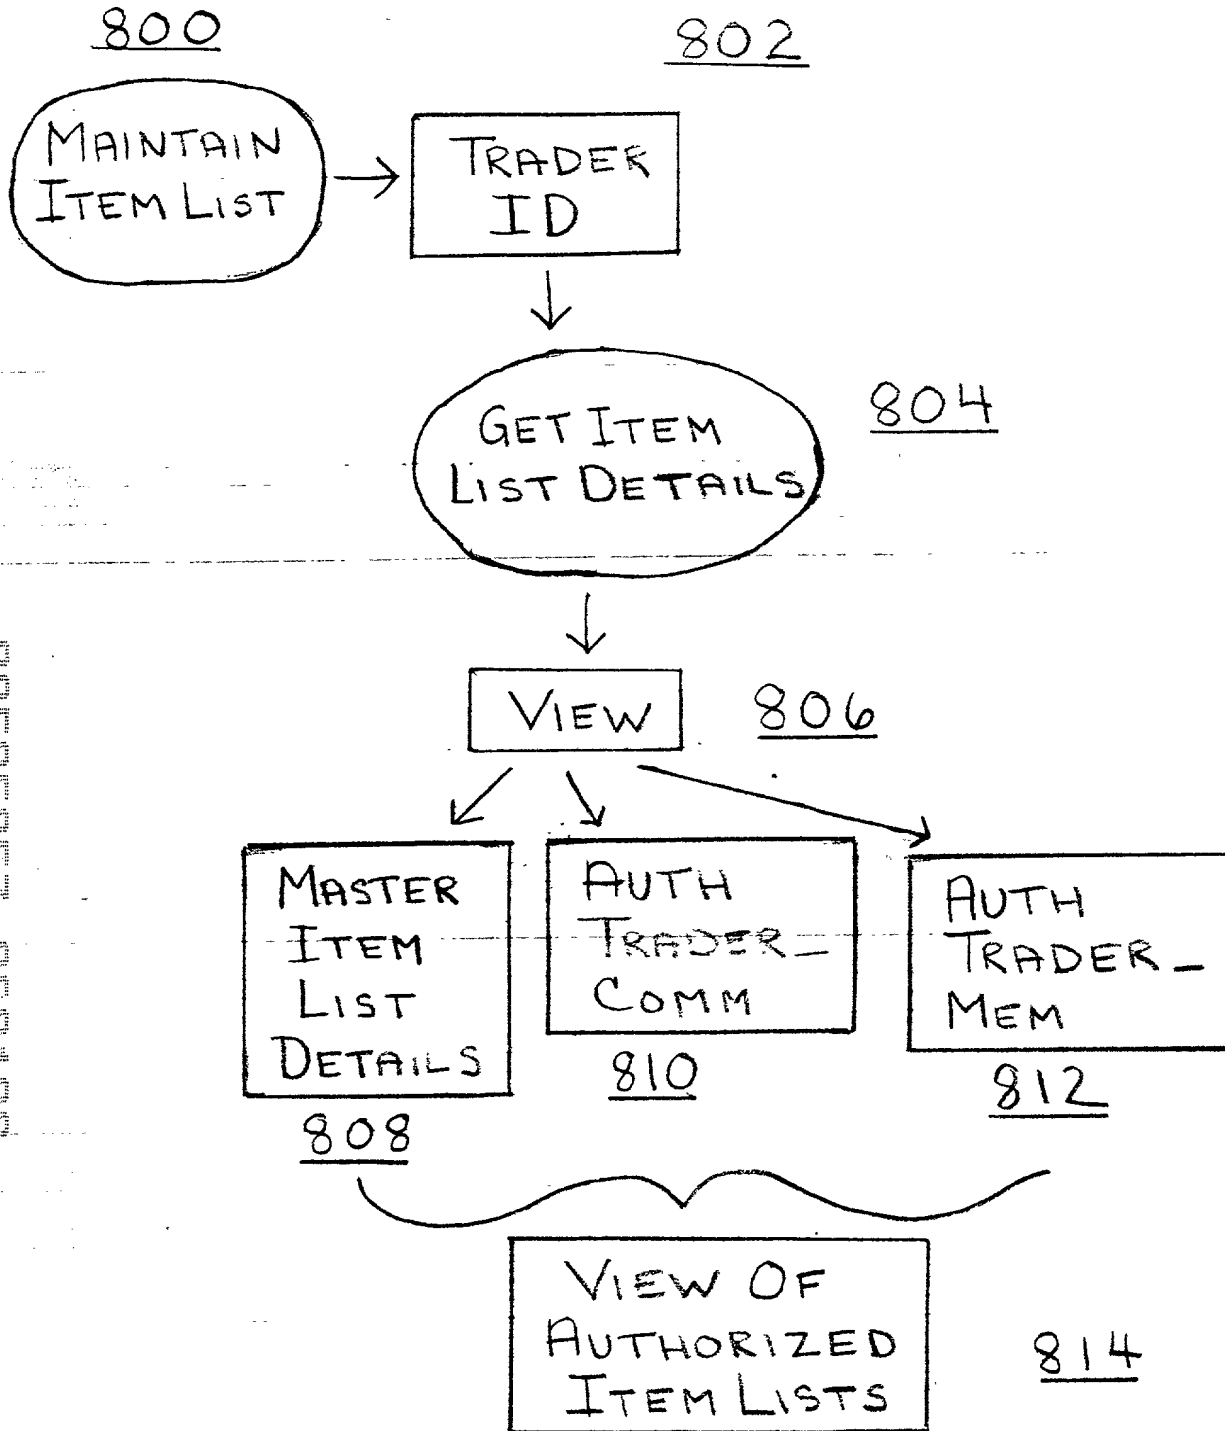 800
802
MAINTAIN
ITEM LIST
TRADER
ID
GET ITEM
LIST DETAILS
804
VIEW
806
MASTER
ITEM
LIST
DETAILS
808
AUTH
TRADER_
COMM
810
AUTH
TRADER_
MEM
812
VIEW OF
AUTHORIZED
ITEM LISTS
814